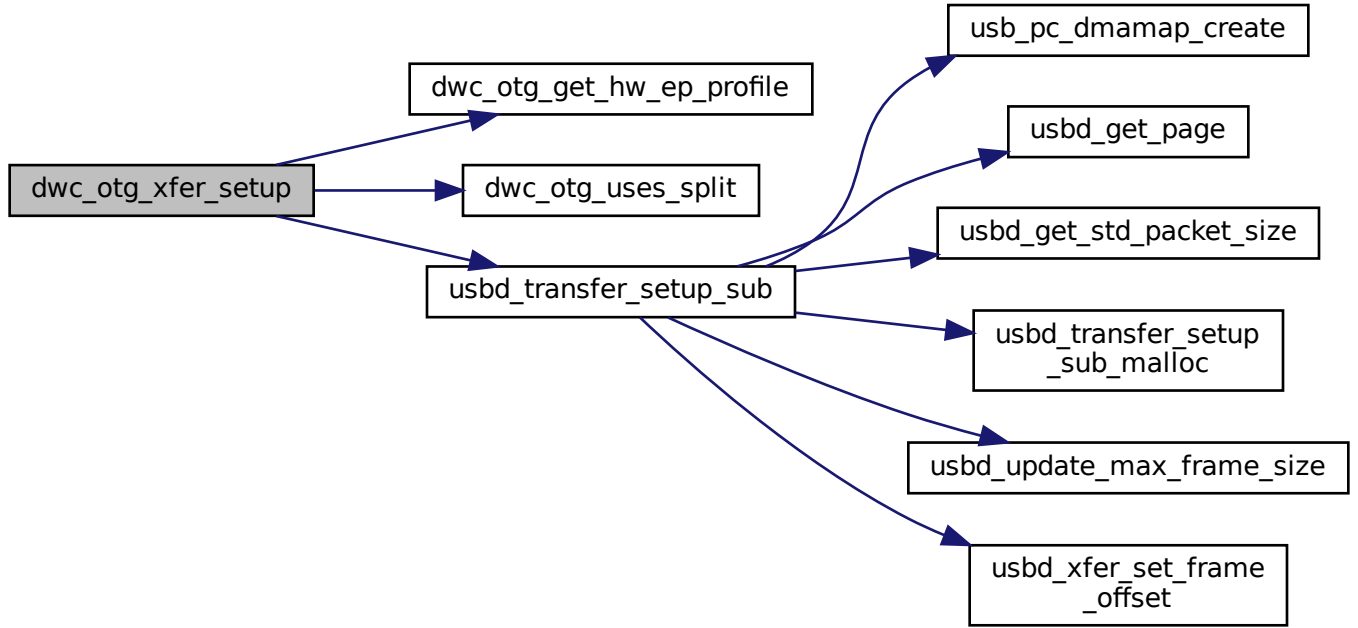 usb_pc_dmamap_create
dwc_otg_get_hw_ep_profile
usbd_get_page
dwc_otg_xfer_setup
dwc_otg_uses_split
usbd_get_std_packet_size
usbd_transfer_setup_sub
usbd_transfer_setup
_sub_malloc
usbd_update_max_frame_size
usbd_xfer_set_frame
_offset